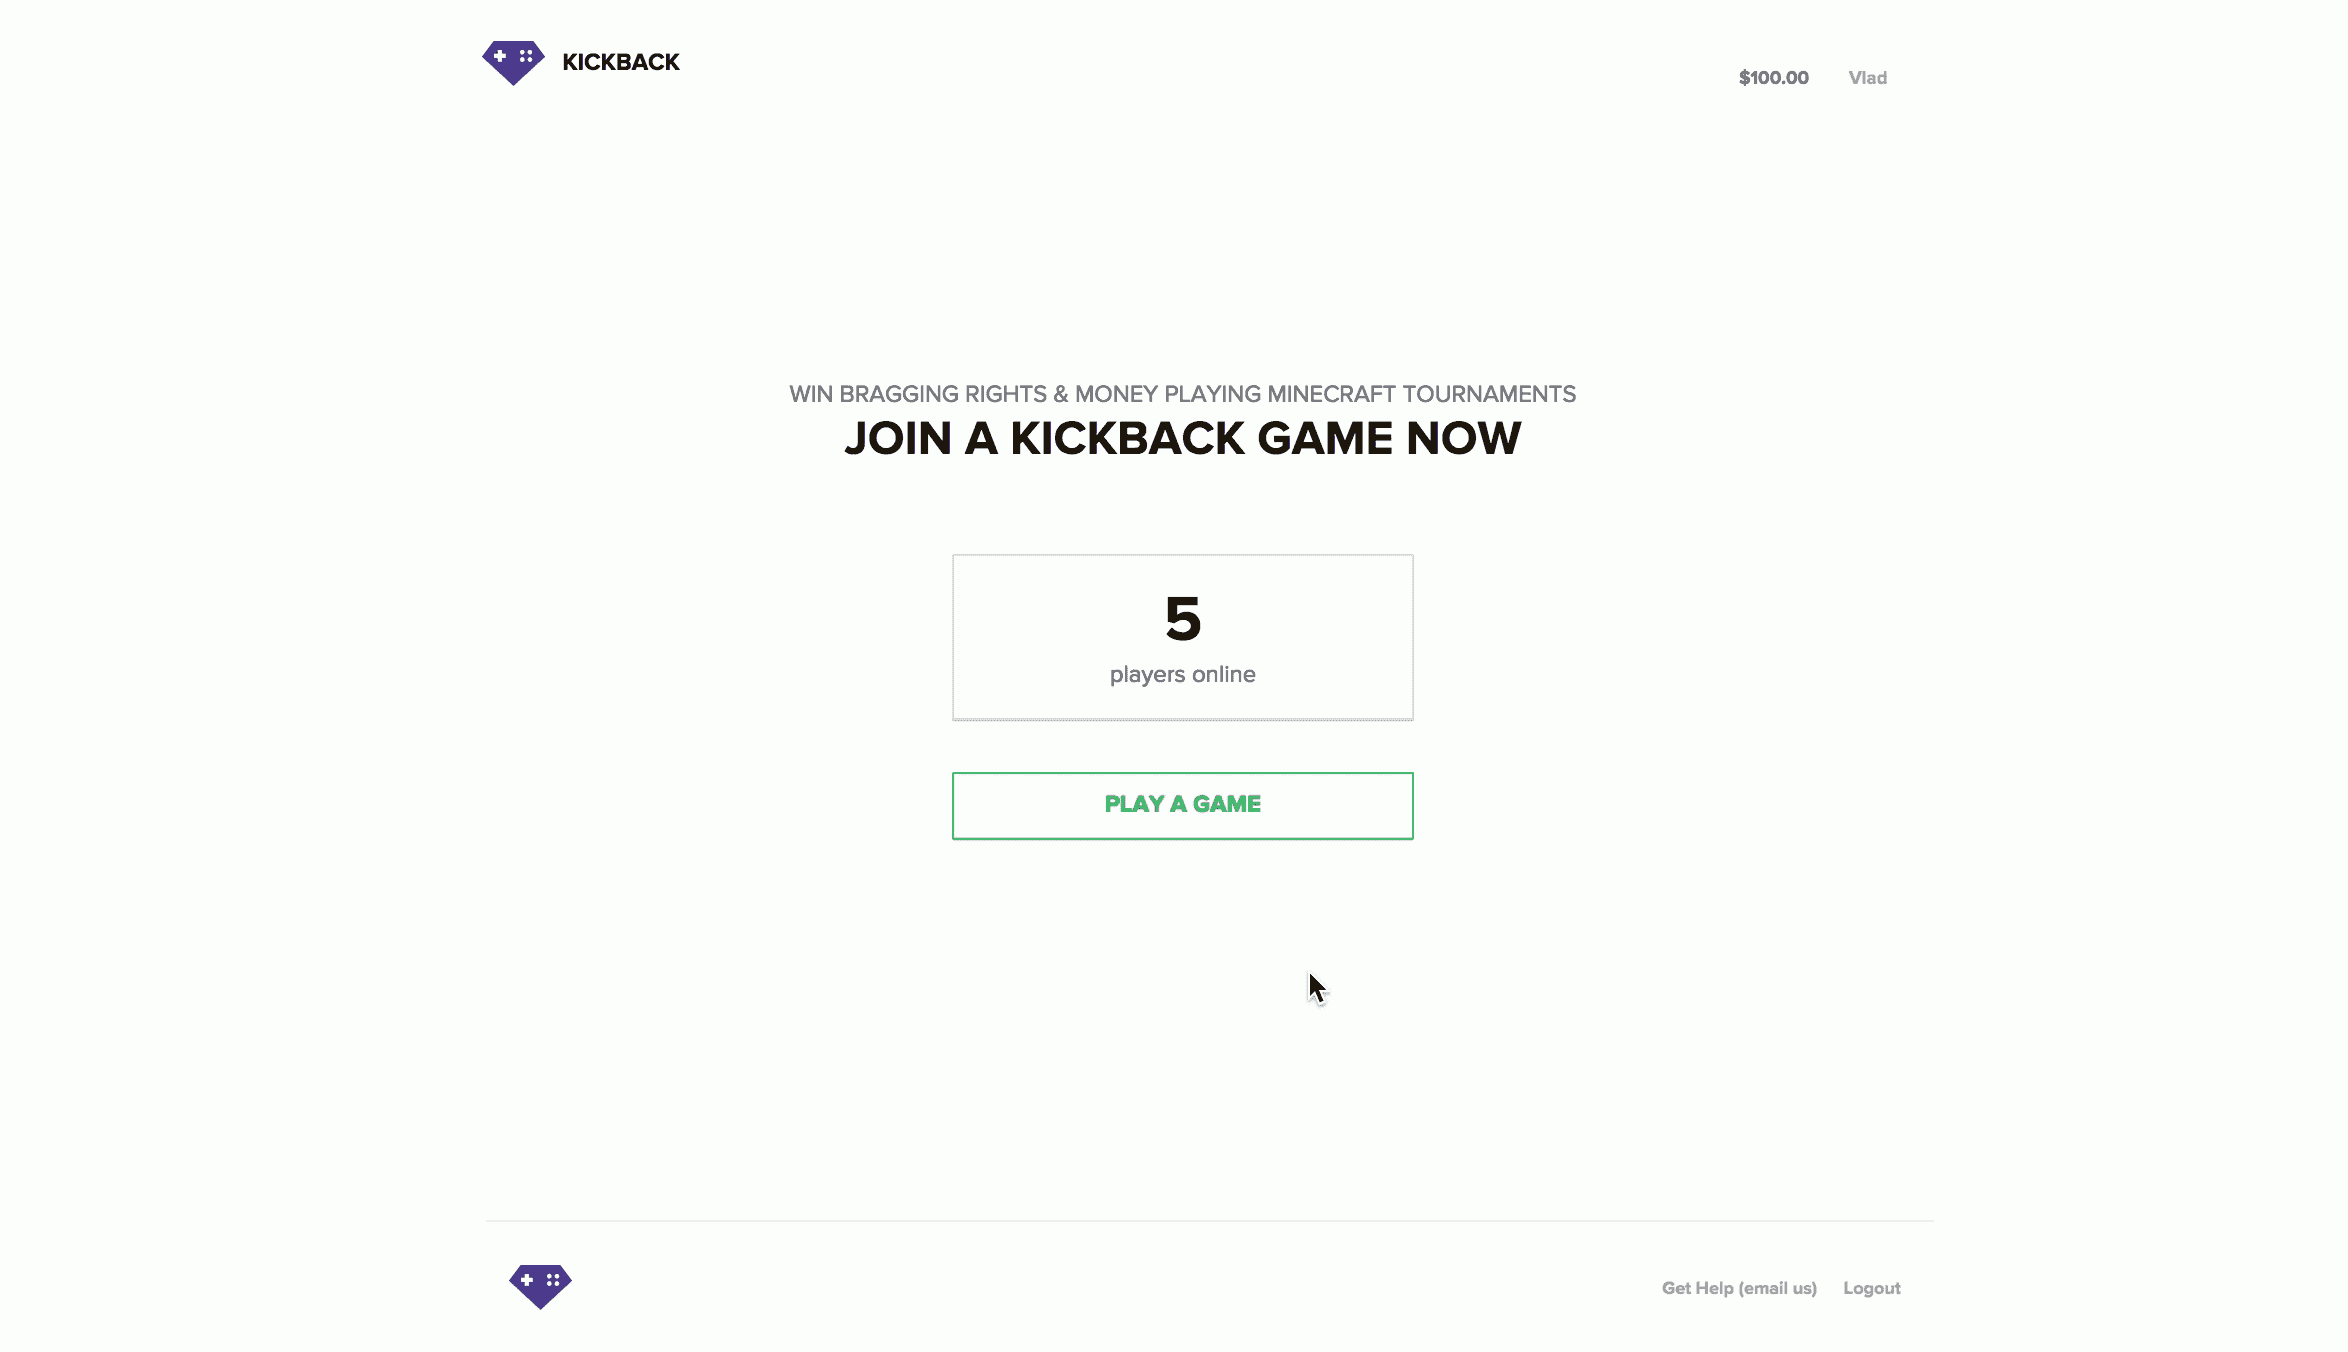 KICKBACK
$100.00 Vlad
WIN BRAGGING RIGHTS & MONEY PLAYING MINECRAFT TOURNAMENTS
JOIN A KICKBACK GAME NOW
5
players online
PLAY A GAME
Get Help (email us) Logout